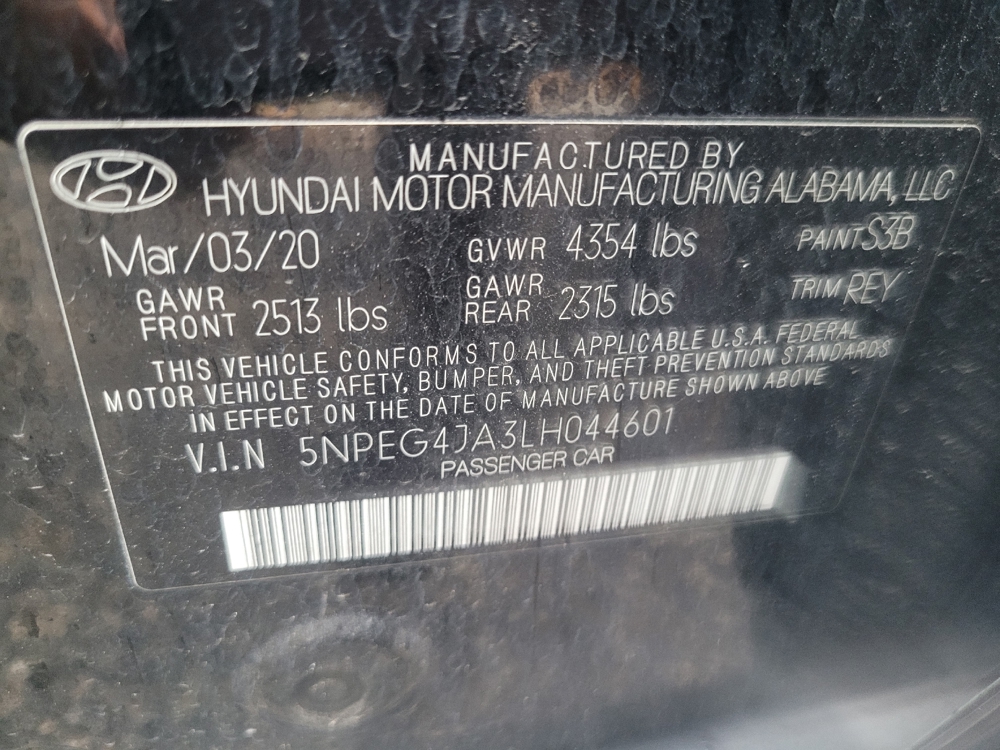 MANUFACTURED BY
HYUNDAI MOTOR MANUFACTURING ALABAMA, LLC
Mar/03/20 GVWR 4354 lbs PAINT S3B
GAWR FRONT 2513 lbs GAWR REAR 2315 lbs TRIM REY
THIS VEHICLE CONFORMS TO ALL APPLICABLE U.S.A. FEDERAL
MOTOR VEHICLE SAFETY, BUMPER, AND THEFT PREVENTION STANDARDS
IN EFFECT ON THE DATE OF MANUFACTURE SHOWN ABOVE
V.I.N 5NPEG4JA3LH044601
PASSENGER CAR